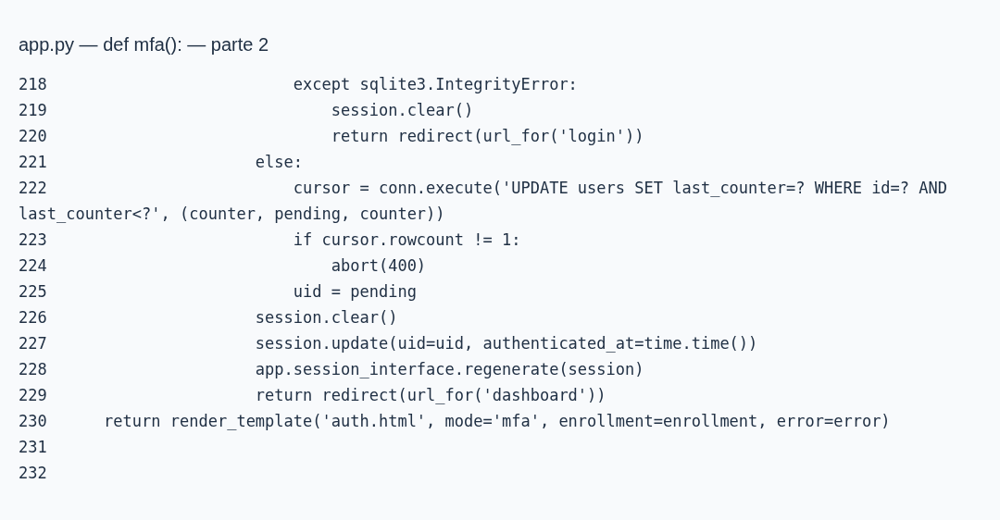 app.py — def mfa(): — parte 2
218                          except sqlite3.IntegrityError:
219                              session.clear()
220                              return redirect(url_for('login'))
221                      else:
222                          cursor = conn.execute('UPDATE users SET last_counter=? WHERE id=? AND
last_counter<?', (counter, pending, counter))
223                          if cursor.rowcount != 1:
224                              abort(400)
225                          uid = pending
226                      session.clear()
227                      session.update(uid=uid, authenticated_at=time.time())
228                      app.session_interface.regenerate(session)
229                      return redirect(url_for('dashboard'))
230      return render_template('auth.html', mode='mfa', enrollment=enrollment, error=error)
231
232